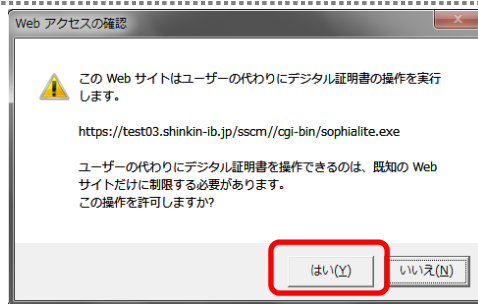 Web アクセスの確認
この Web サイトはユーザーの代わりにデジタル証明書の操作を実行
します。
https://test03.shinkin-ib.jp/sscm//cgi-bin/sophialite.exe
ユーザーの代わりにデジタル証明書を操作できるのは、既知の Web
サイトだけに制限する必要があります。
この操作を許可しますか?
はい(Y) いいえ(N)